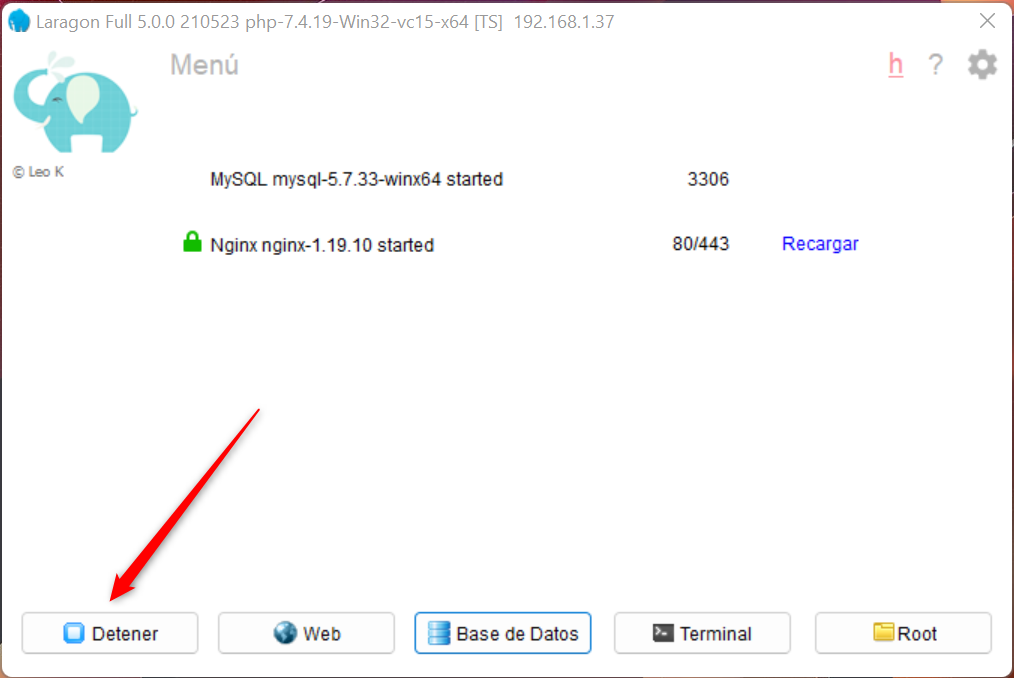 Laragon Full 5.0.0 210523 php-7.4.19-Win32-vc15-x64 [TS] 192.168.1.37
Menú h ?
© Leo K
MySQL mysql-5.7.33-winx64 started 3306
Nginx nginx-1.19.10 started 80/443 Recargar
Detener Web Base de Datos Terminal Root